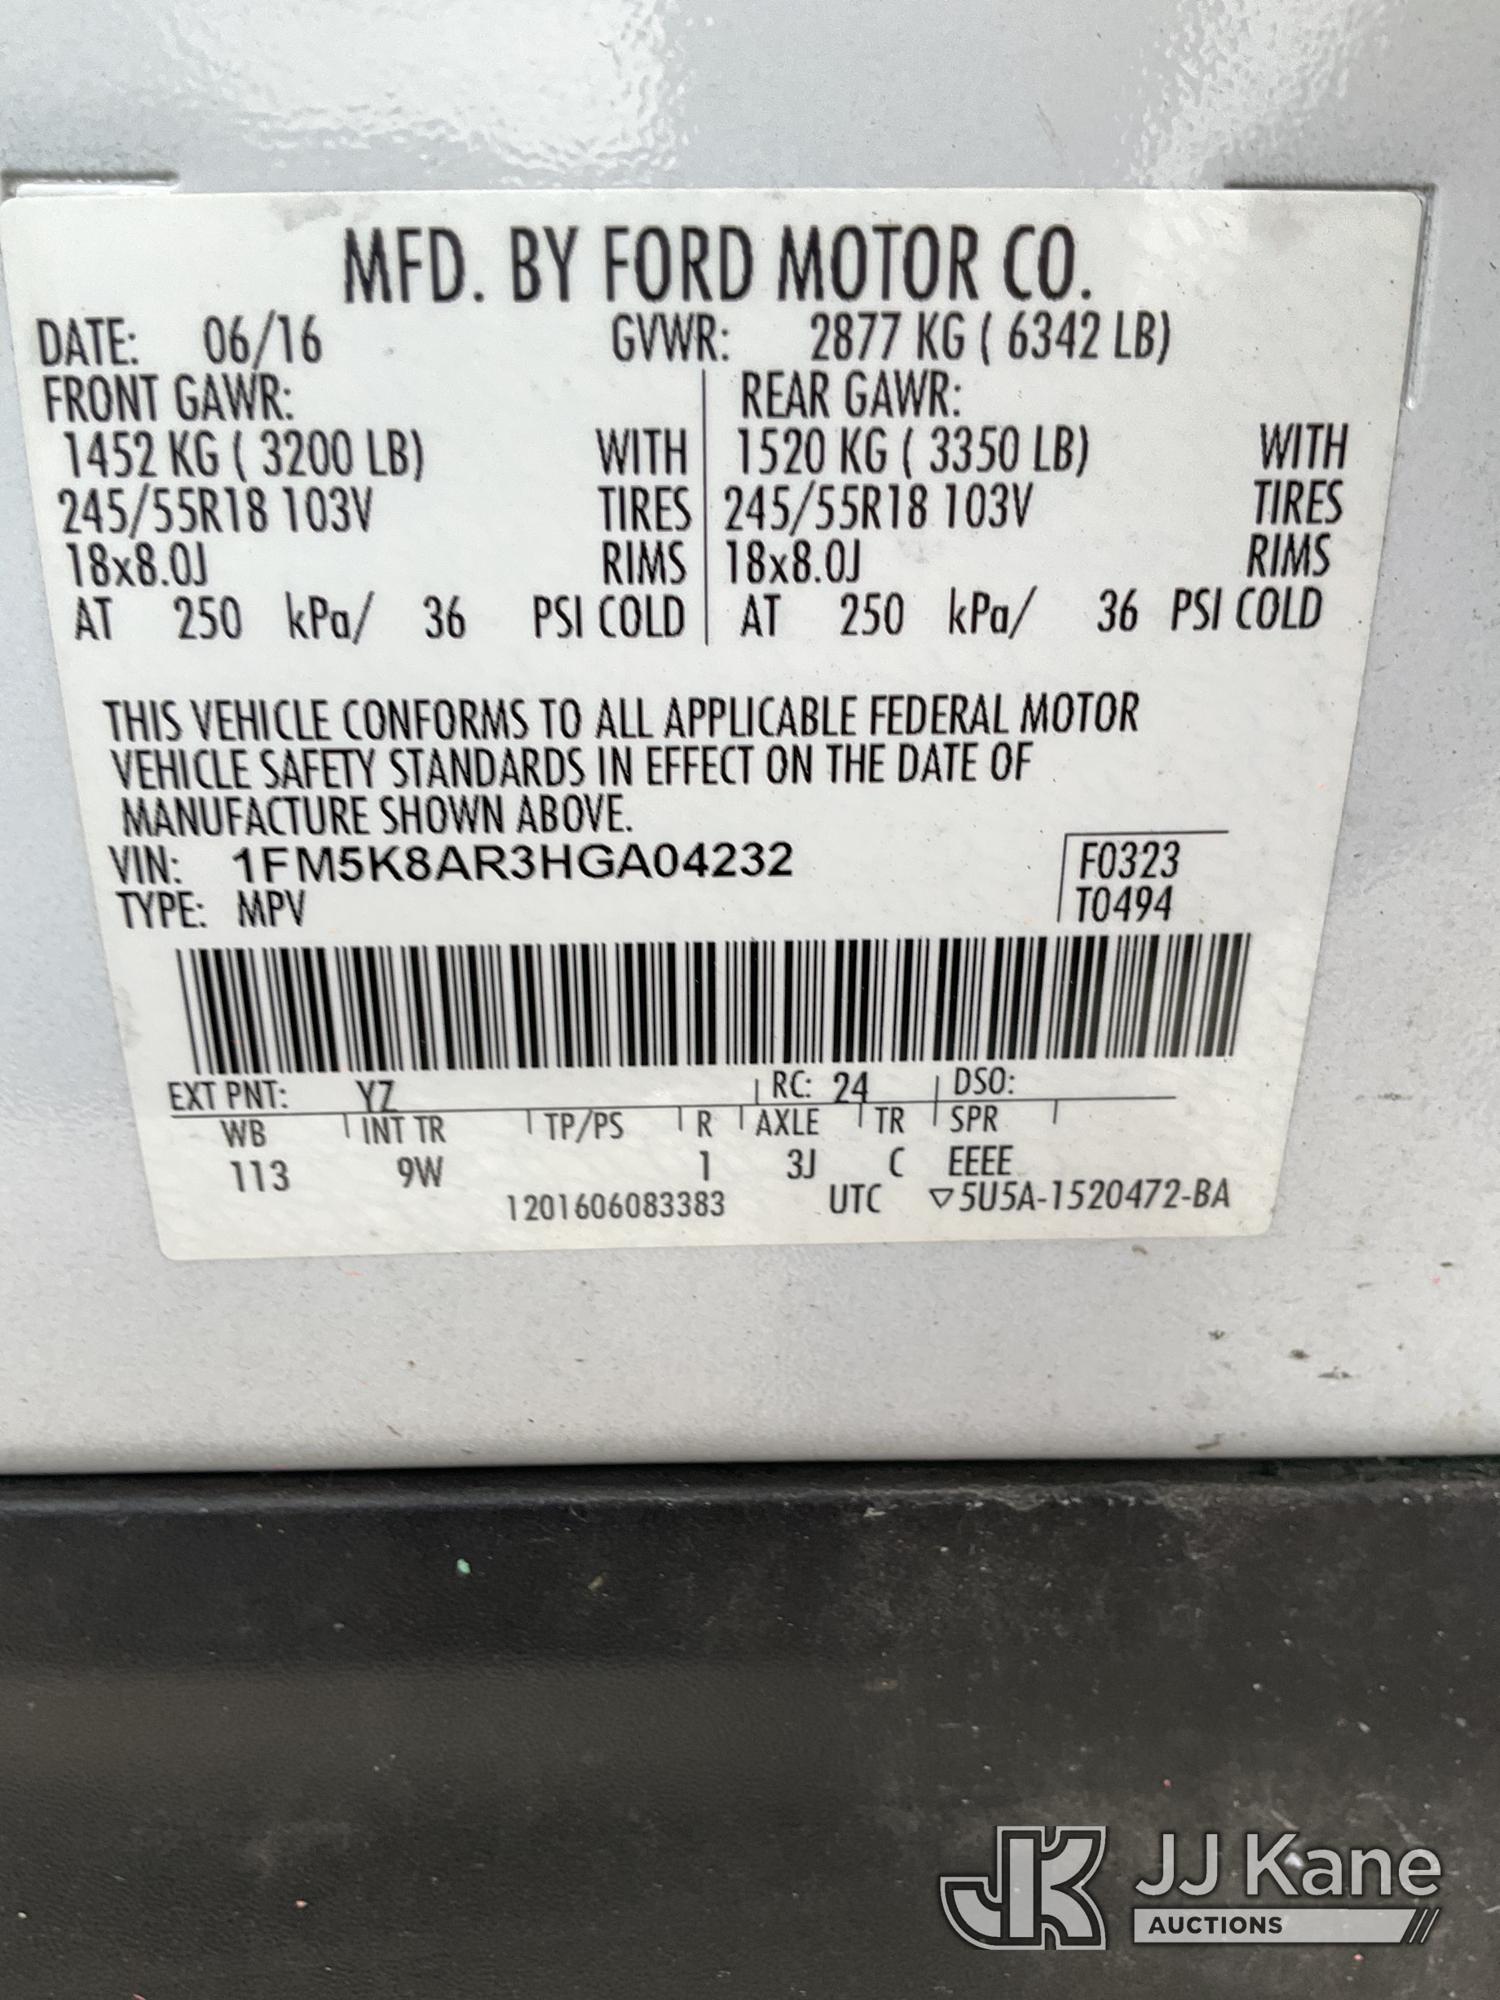 MFD. BY FORD MOTOR CO.
DATE: 06/16 GVWR: 2877 KG ( 6342 LB)
FRONT GAWR: REAR GAWR:
1452 KG ( 3200 LB) WITH 1520 KG ( 3350 LB) WITH
245/55R18 103V TIRES 245/55R18 103V TIRES
18x8.0J RIMS 18x8.0J RIMS
AT 250 kPa/ 36 PSI COLD AT 250 kPa/ 36 PSI COLD
THIS VEHICLE CONFORMS TO ALL APPLICABLE FEDERAL MOTOR
VEHICLE SAFETY STANDARDS IN EFFECT ON THE DATE OF
MANUFACTURE SHOWN ABOVE.
VIN: 1FM5K8AR3HGA04232 F0323
TYPE: MPV T0494
EXT PNT: YZ RC: 24 DSO:
WB INT TR TP/PS R AXLE TR SPR
113 9W 1 3J C EEEE
1201606083383 UTC ▽5U5A-1520472-BA
JK JJ Kane
AUCTIONS